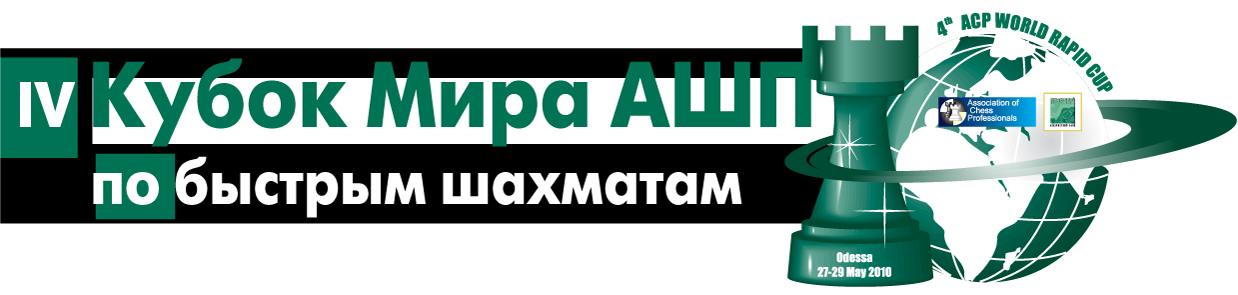 IV Кубок Мира АШП
по быстрым шахматам
4th ACP WORLD RAPID CUP
Association of
Chess
Professionals
Odessa
27-29 May 2010